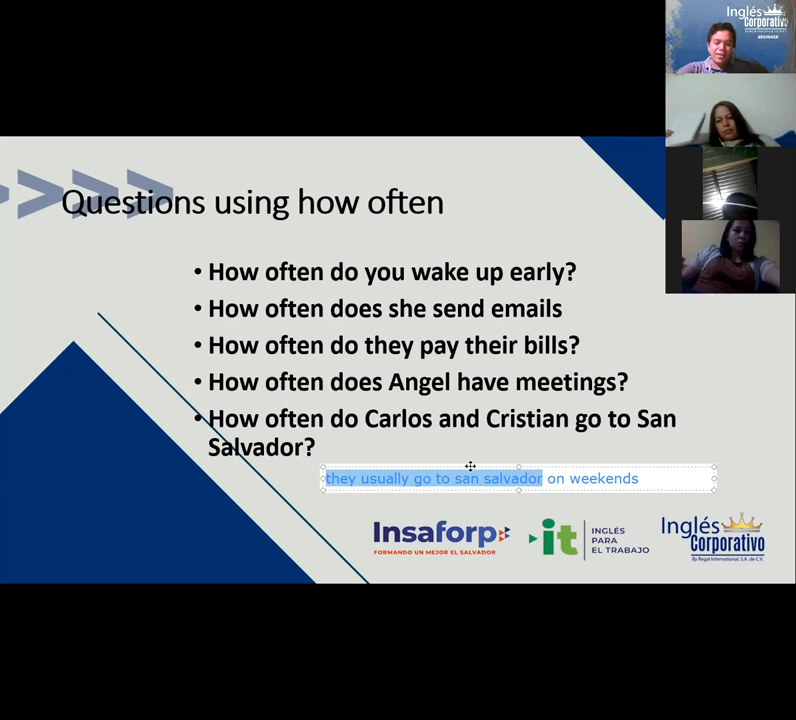 Inglés
Corporativo
BEGINNER
Questions using how often
• How often do you wake up early?
• How often does she send emails
• How often do they pay their bills?
• How often does Angel have meetings?
• How often do Carlos and Cristian go to San
Salvador?
they usually go to san salvador on weekends
Insaforp
FORMANDO UN MEJOR EL SALVADOR
it
INGLÉS
PARA
EL TRABAJO
Inglés
Corporativo
By Regal International, S.A. de C.V.